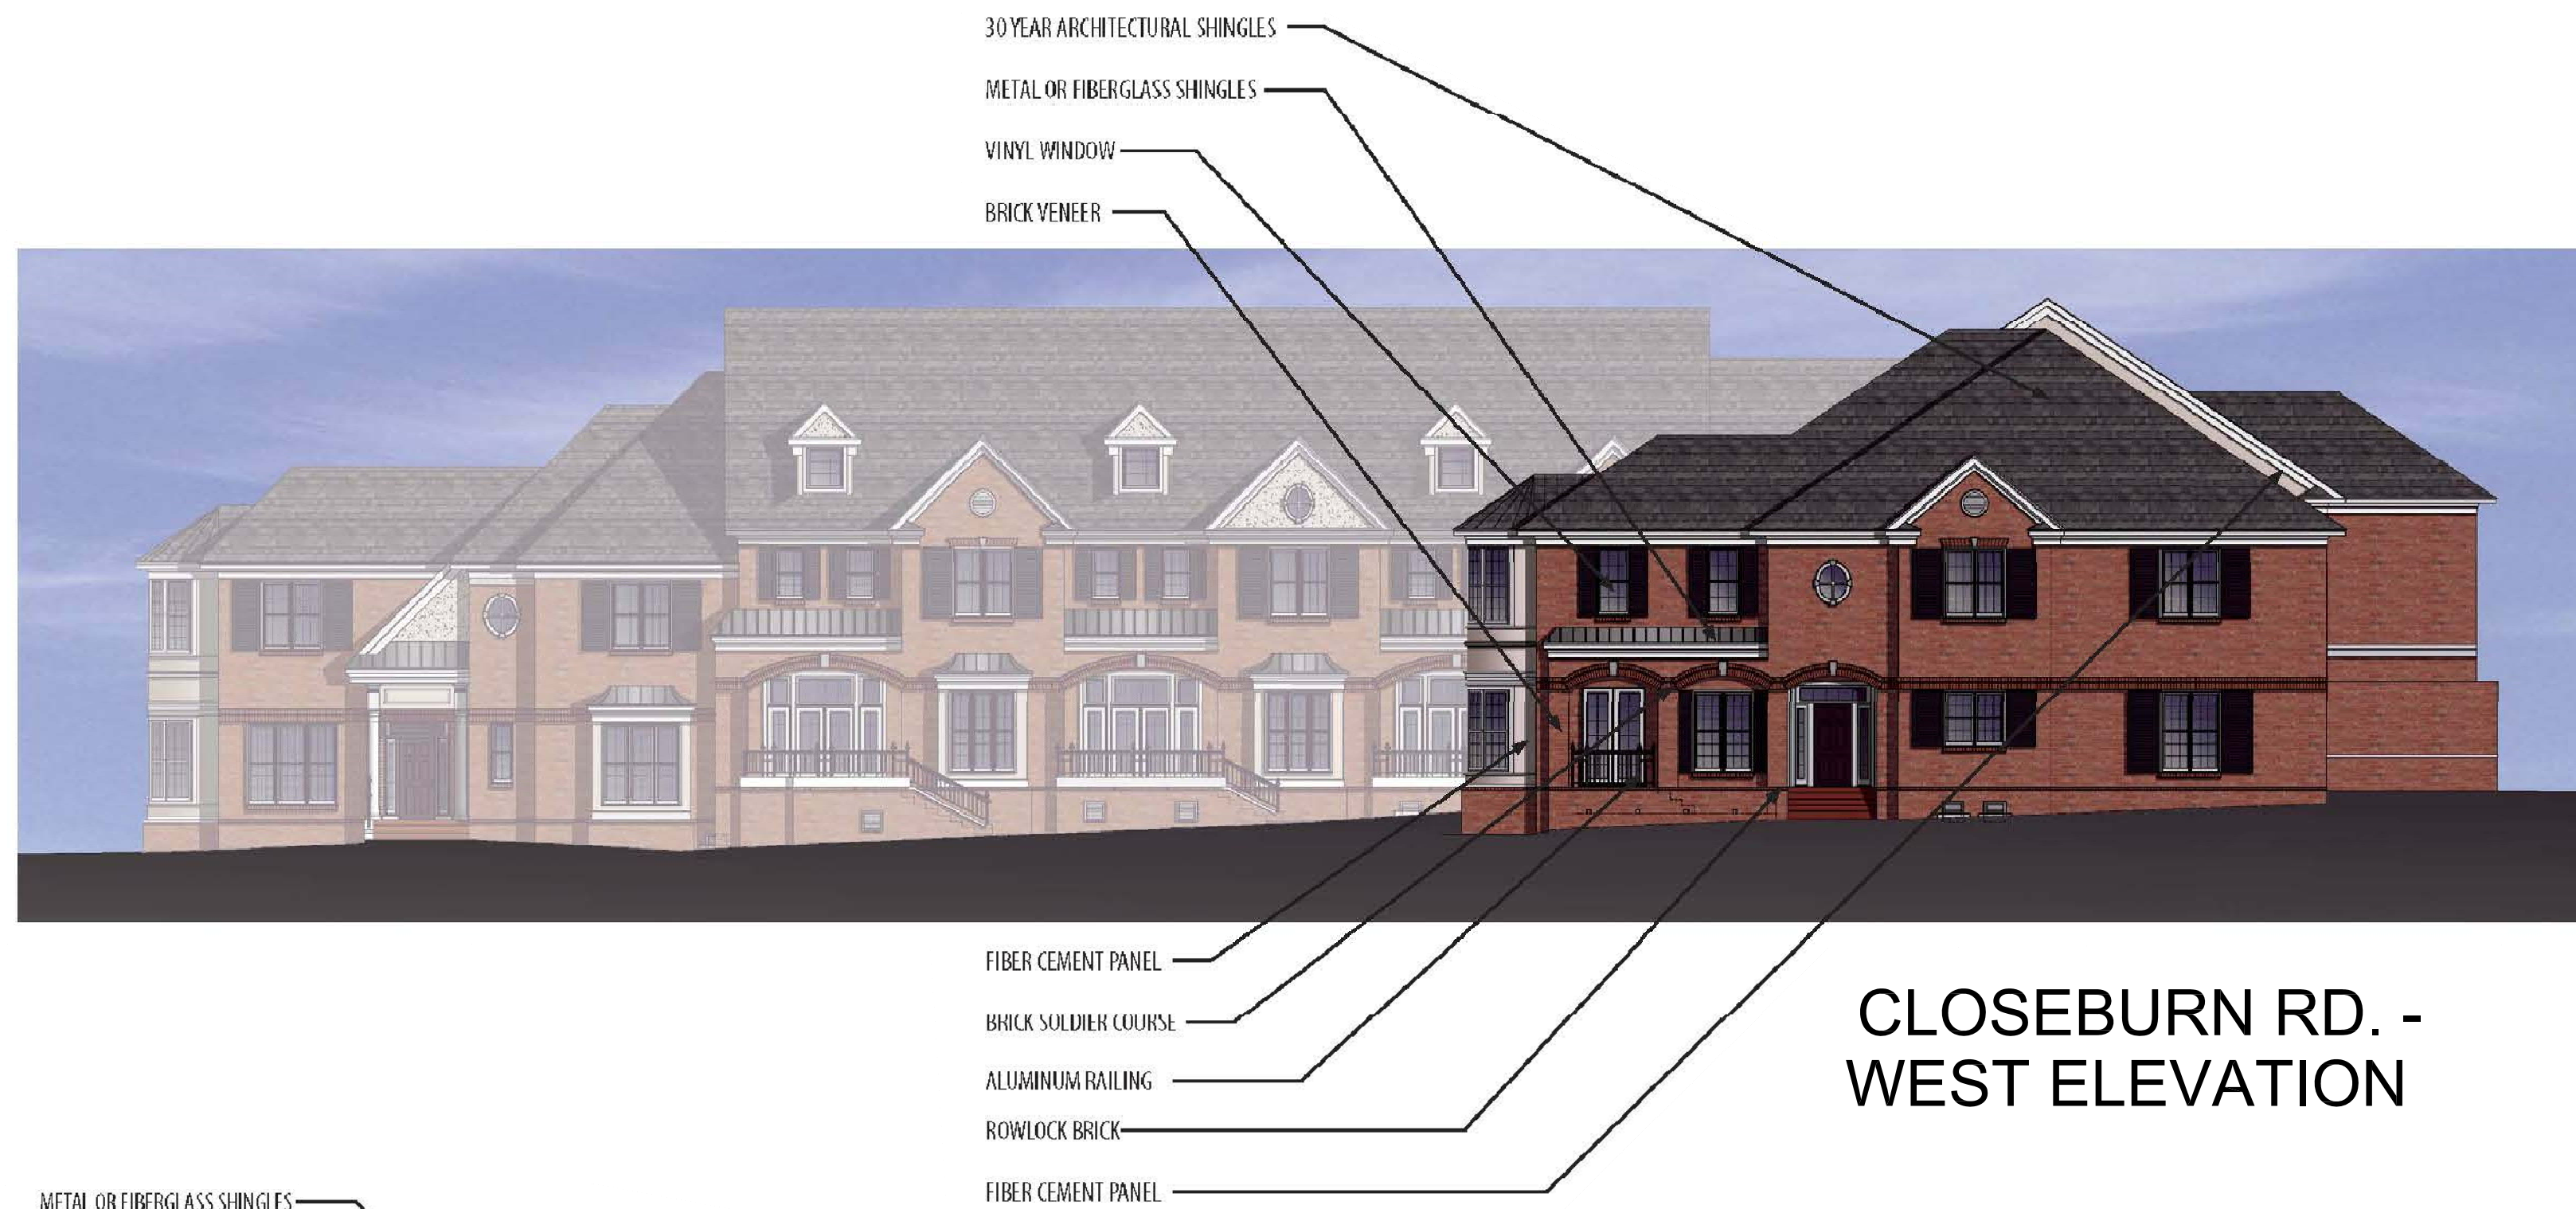 30 YEAR ARCHITECTURAL SHINGLES
METAL OR FIBERGLASS SHINGLES
VINYL WINDOW
BRICK VENEER
FIBER CEMENT PANEL
BRICK SOLDIER COURSE
ALUMINUM RAILING
ROWLOCK BRICK
FIBER CEMENT PANEL
CLOSEBURN RD. -
WEST ELEVATION
METAL OR FIBERGLASS SHINGLES